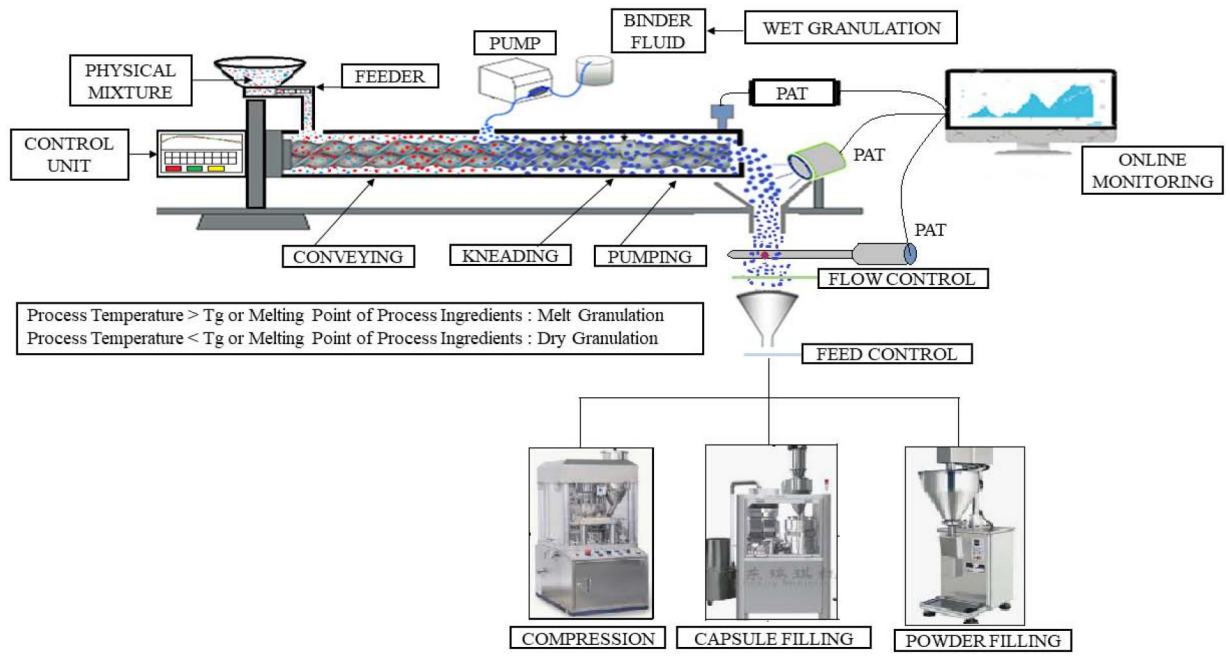 BINDER
FLUID
WET GRANULATION
PUMP
PHYSICAL
MIXTURE
FEEDER
PAT
CONTROL
UNIT
PAT
ONLINE
MONITORING
PAT
CONVEYING
KNEADING
PUMPING
FLOW CONTROL
Process Temperature > Tg or Melting Point of Process Ingredients : Melt Granulation
Process Temperature < Tg or Melting Point of Process Ingredients : Dry Granulation
FEED CONTROL
COMPRESSION
CAPSULE FILLING
POWDER FILLING